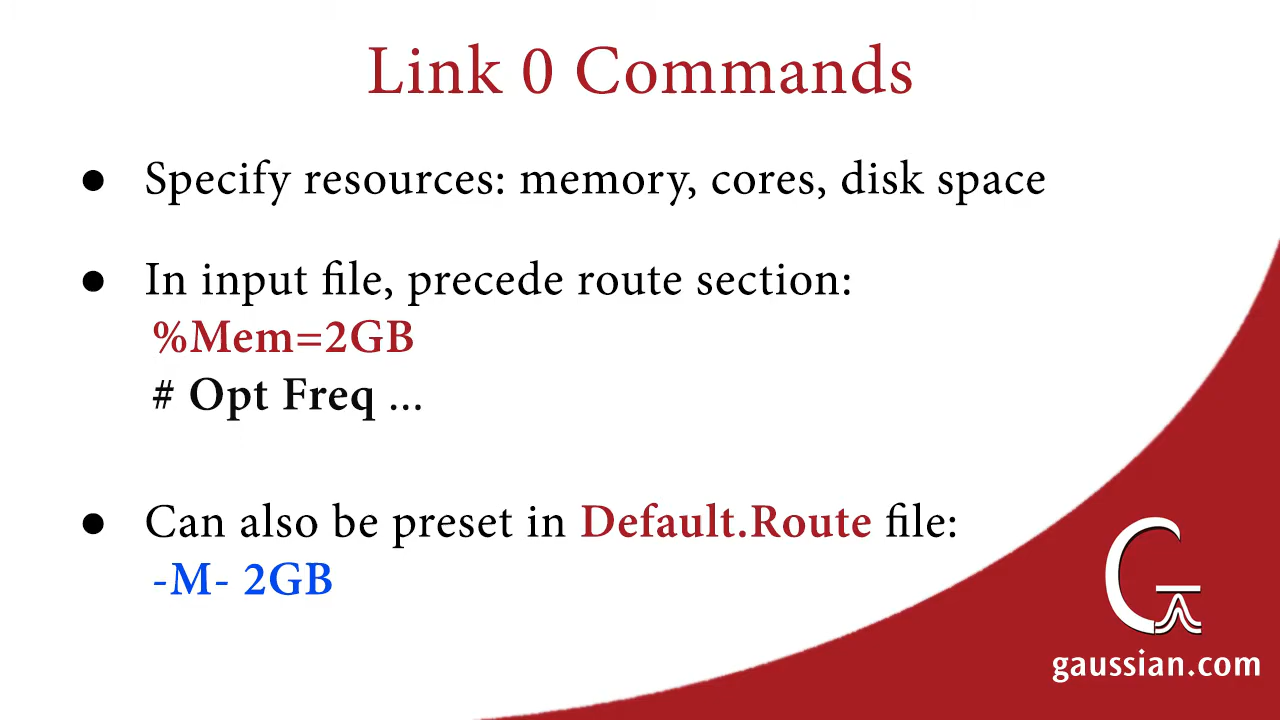 Link 0 Commands
● Specify resources: memory, cores, disk space
● In input file, precede route section:
%Mem=2GB
# Opt Freq ...
● Can also be preset in Default.Route file:
-M- 2GB
G
gaussian.com